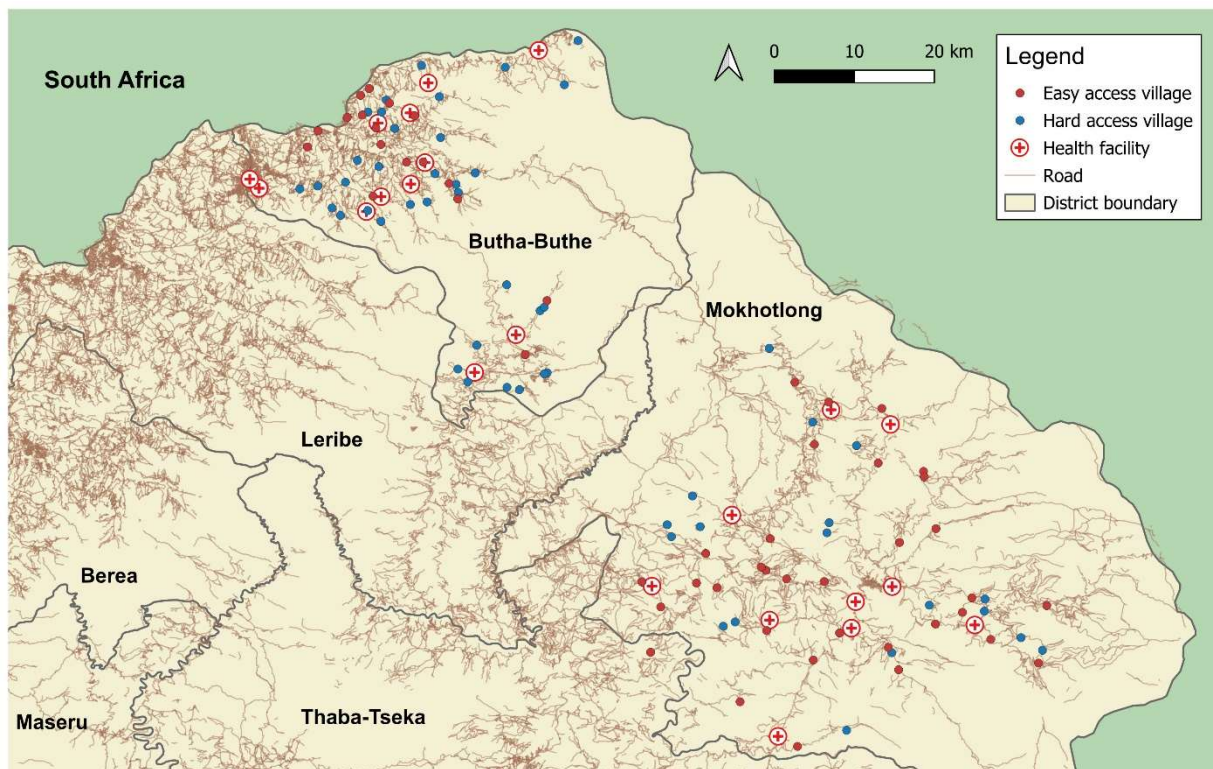 South Africa
0 10 20 km
Legend
Easy access village
Hard access village
Health facility
Road
District boundary
Butha-Buthe
Mokhotlong
Leribe
Berea
Maseru
Thaba-Tseka